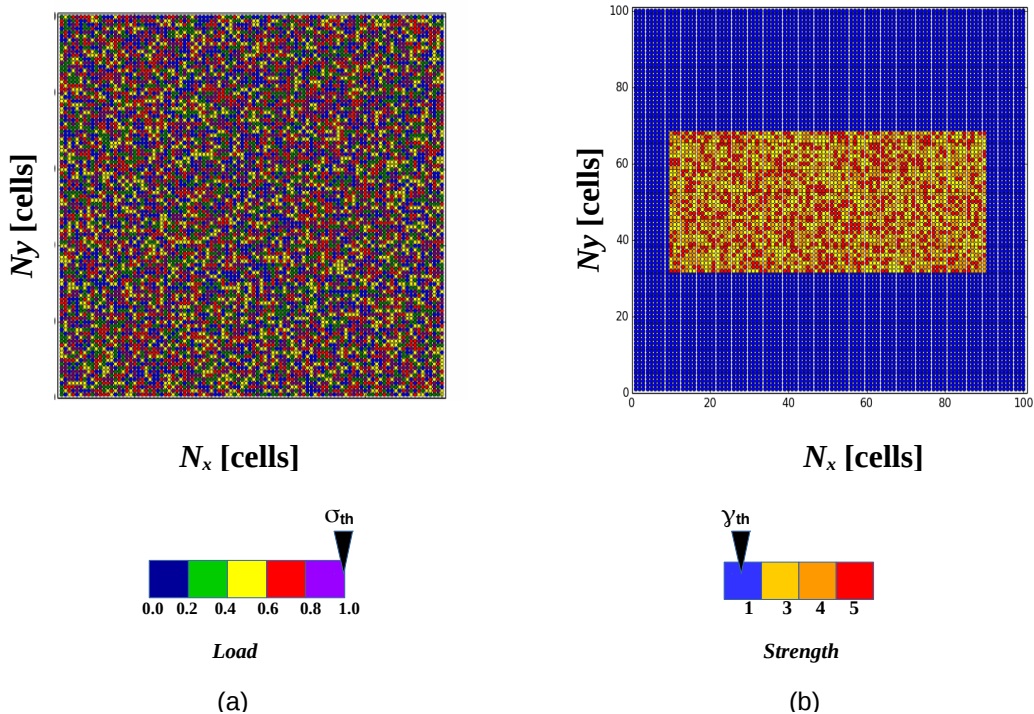 Ny [cells]
Nx [cells]
σth
0.0 0.2 0.4 0.6 0.8 1.0
Load
(a)
Ny [cells]
100
80
60
40
20
0
0 20 40 60 80 100
Nx [cells]
γth
1 3 4 5
Strength
(b)